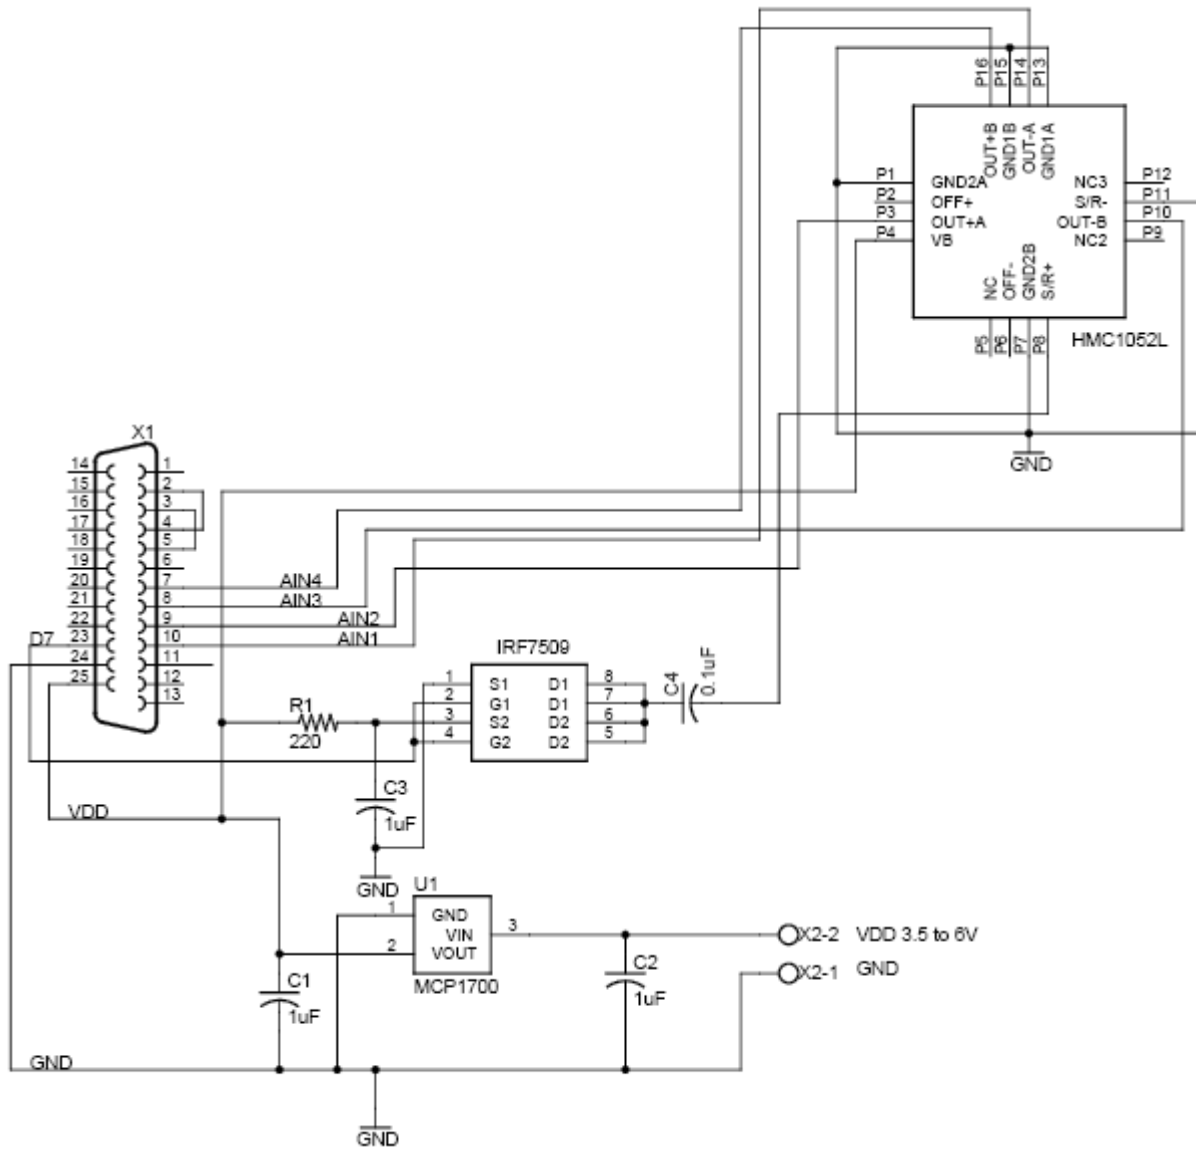 P16
P15
P14
P13
OUT+B
GND1B
OUT-A
GND1A
P1
GND2A
NC3
P12
P2
OFF+
S/R-
P11
P3
OUT+A
OUT-B
P10
P4
VB
NC2
P9
NC
OFF-
GND2B
S/R+
P5
P6
P7
P8
HMC1052L
GND
X1
14
1
15
2
16
3
17
4
18
5
19
6
20
7
AIN4
21
8
AIN3
22
9
AIN2
D7
23
10
AIN1
24
11
25
12
13
IRF7509
1
S1
D1
8
2
G1
D1
7
3
S2
D2
6
4
G2
D2
5
C4
0.1uF
R1
220
C3
1uF
VDD
GND
U1
1
GND
VIN
3
2
VOUT
MCP1700
X2-2
VDD 3.5 to 6V
X2-1
GND
C1
1uF
C2
1uF
GND
GND